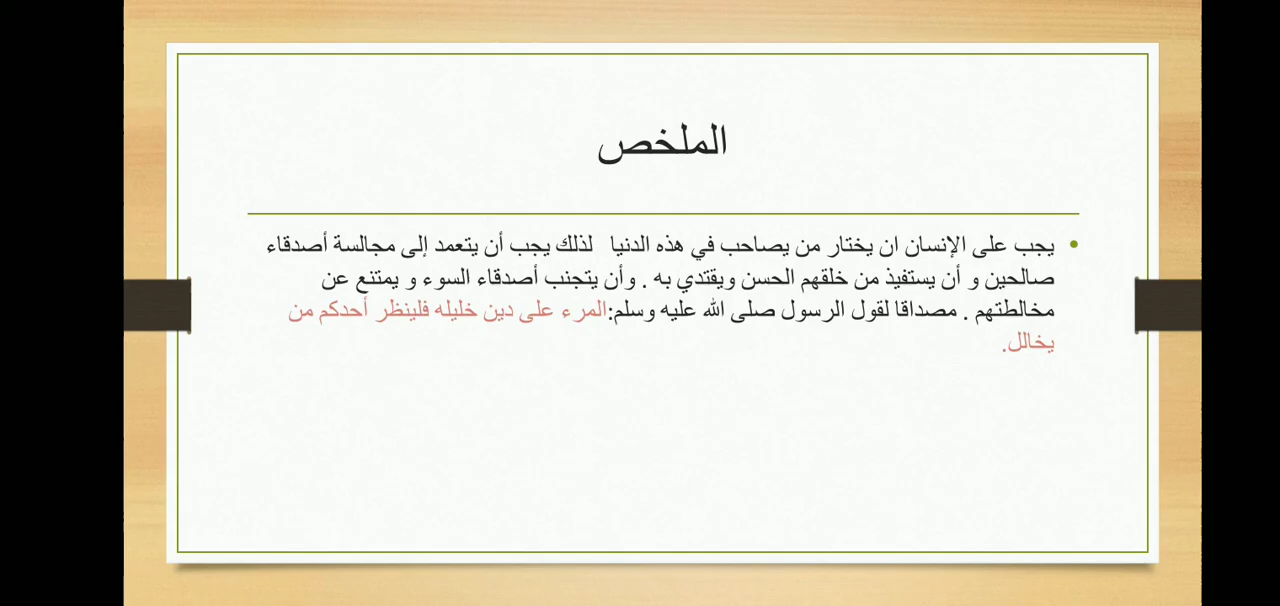 الملخص
• يجب على الإنسان ان يختار من يصاحب في هذه الدنيا   لذلك يجب أن يتعمد إلى مجالسة أصدقاء
صالحين و أن يستفيذ من خلقهم الحسن ويقتدي به . وأن يتجنب أصدقاء السوء و يمتنع عن
مخالطتهم . مصداقا لقول الرسول صلى الله عليه وسلم:المرء على دين خليله فلينظر أحدكم من
يخالل.